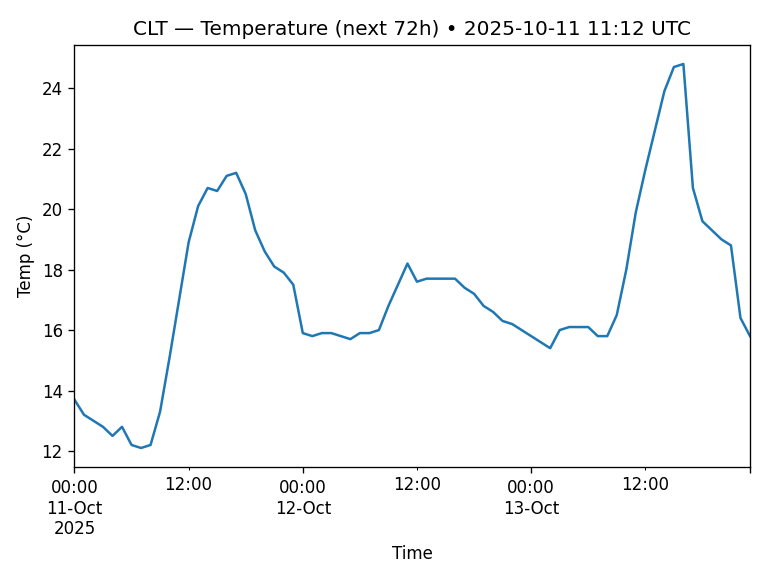 CLT — Temperature (next 72h) • 2025-10-11 11:12 UTC
Temp (°C)
24
22
20
18
16
14
12
00:00 12:00 00:00 12:00 00:00 12:00
11-Oct 12-Oct 13-Oct
2025
Time